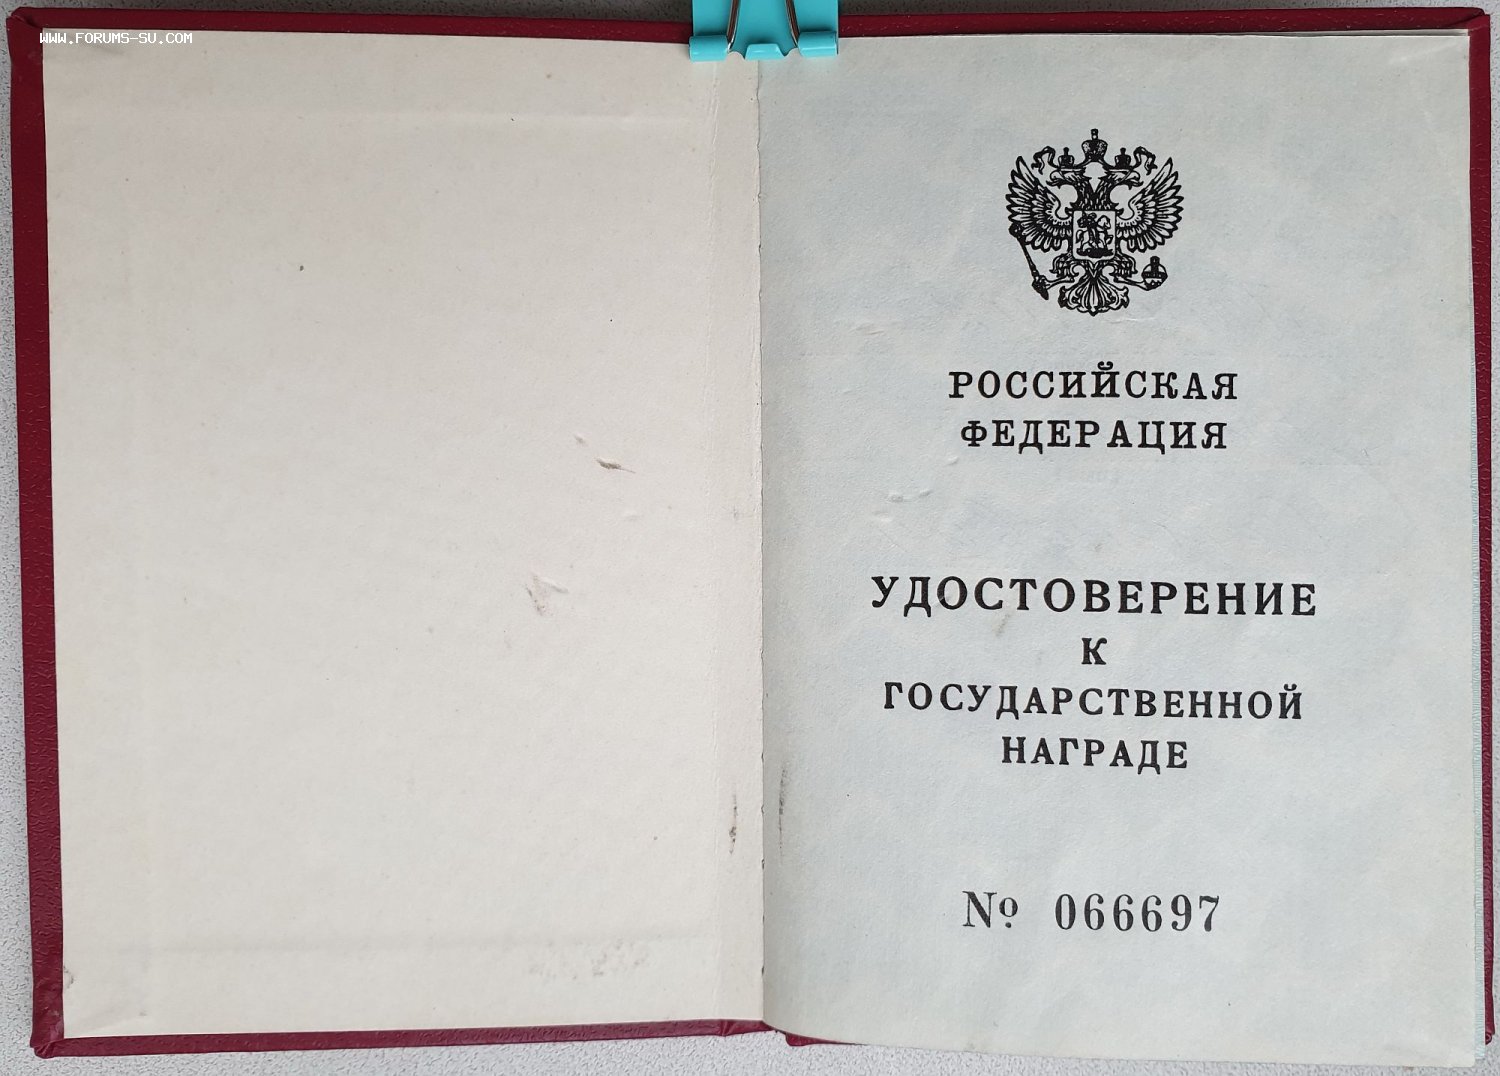 WWW.FORUMS-SU.COM
РОССИЙСКАЯ
ФЕДЕРАЦИЯ
УДОСТОВЕРЕНИЕ
К
ГОСУДАРСТВЕННОЙ
НАГРАДЕ
№ 066697